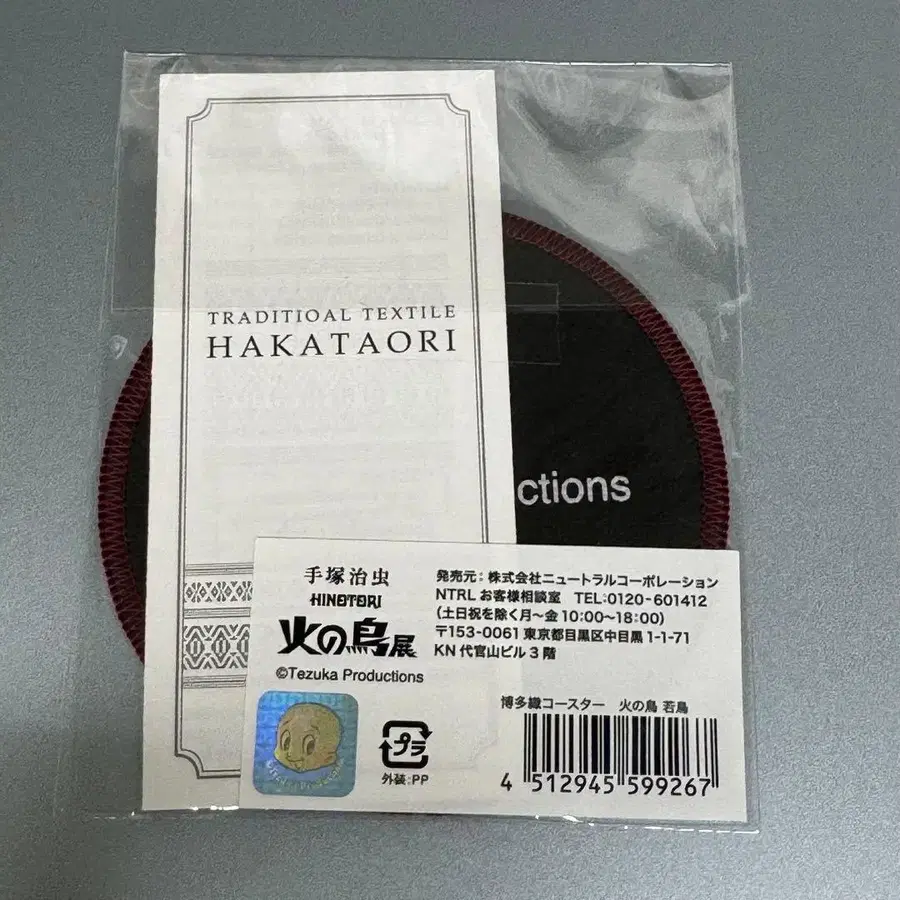 TRADITIOAL TEXTILE
HAKATAORI
ctions
手塚治虫
HINOTORI
火の鳥展
©Tezuka Productions
発売元：株式会社ニュートラルコーポレーション
NTRL お客様相談室 TEL:0120-601412
（土日祝を除く月〜金 10:00〜18:00）
〒153-0061 東京都目黒区中目黒 1-1-71
KN 代官山ビル 3 階
博多織コースター 火の鳥 若鳥
プラ
外装:PP
4 512945 599267